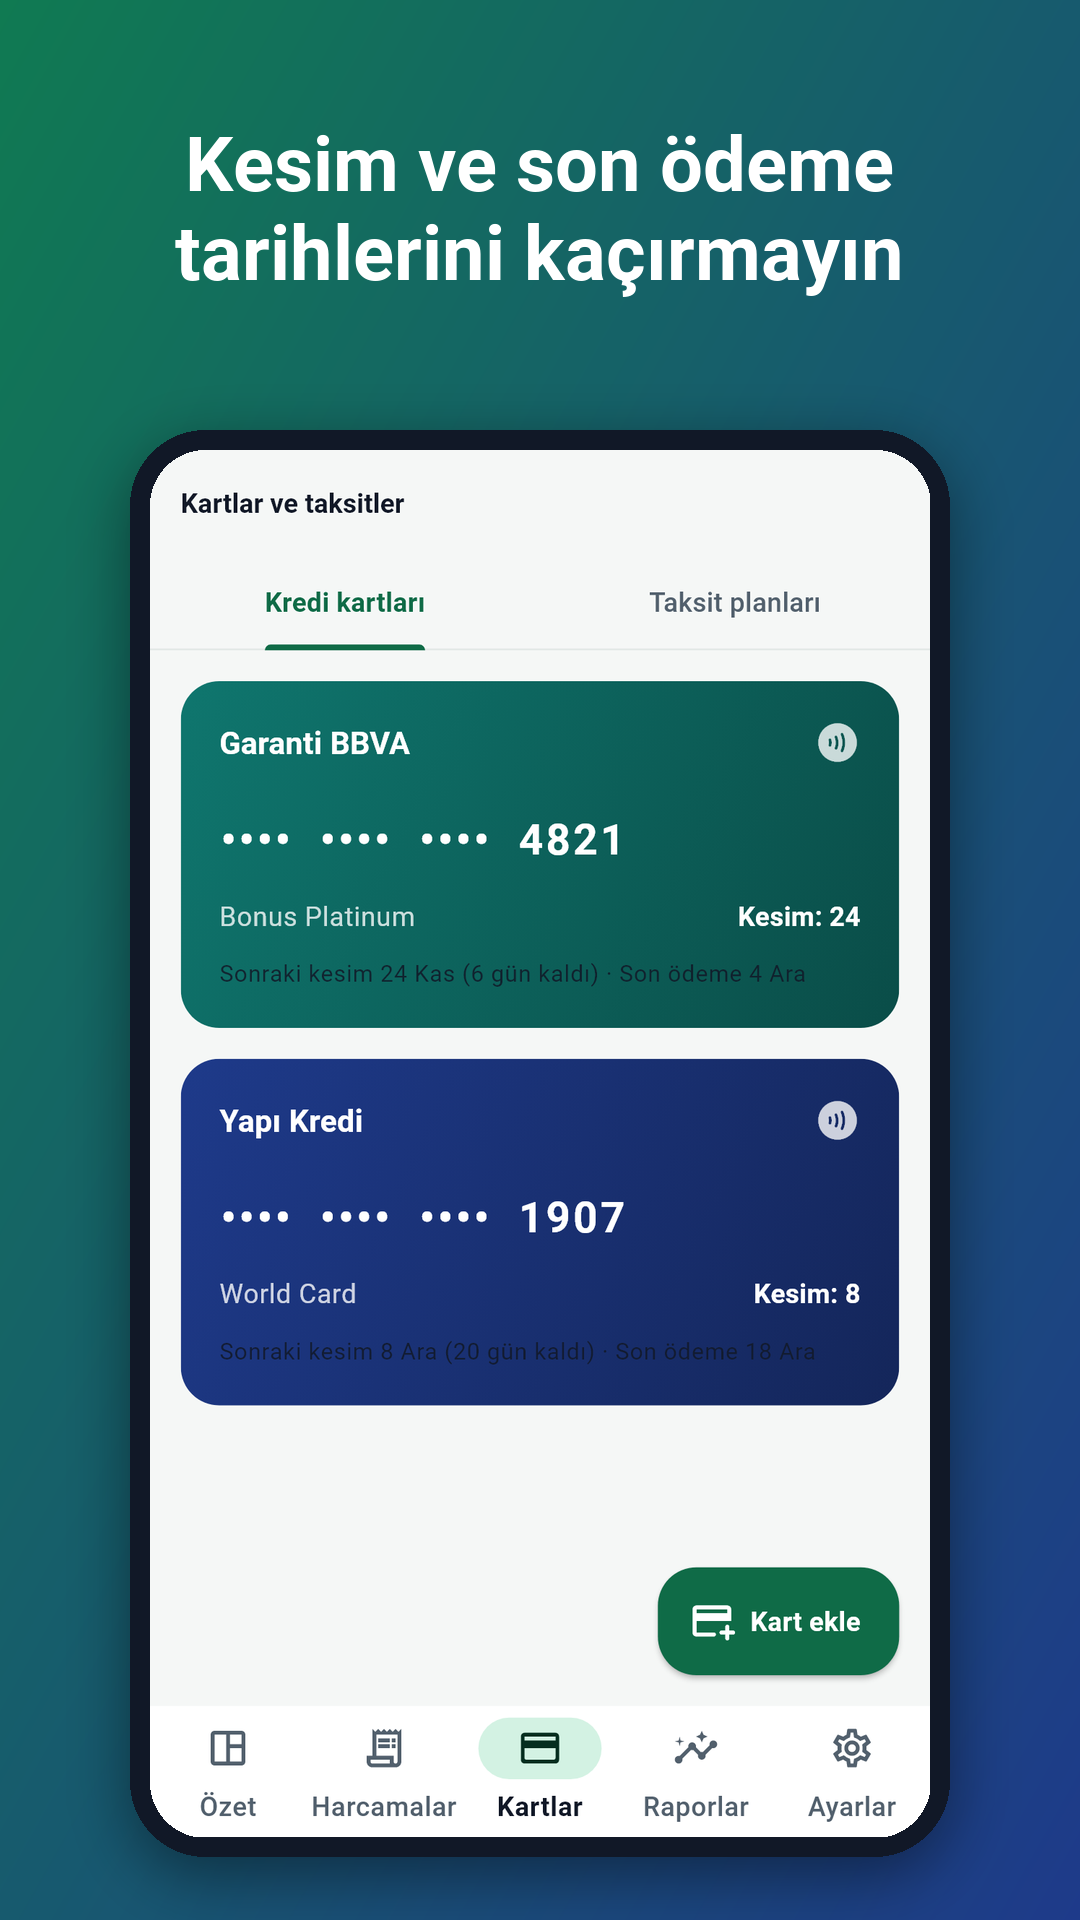 Kesim ve son ödeme
tarihlerini kaçırmayın
Kartlar ve taksitler
Kredi kartları
Taksit planları
Garanti BBVA
•••• •••• •••• 4821
Bonus Platinum
Kesim: 24
Sonraki kesim 24 Kas (6 gün kaldı) · Son ödeme 4 Ara
Yapı Kredi
•••• •••• •••• 1907
World Card
Kesim: 8
Sonraki kesim 8 Ara (20 gün kaldı) · Son ödeme 18 Ara
Kart ekle
Özet
Harcamalar
Kartlar
Raporlar
Ayarlar